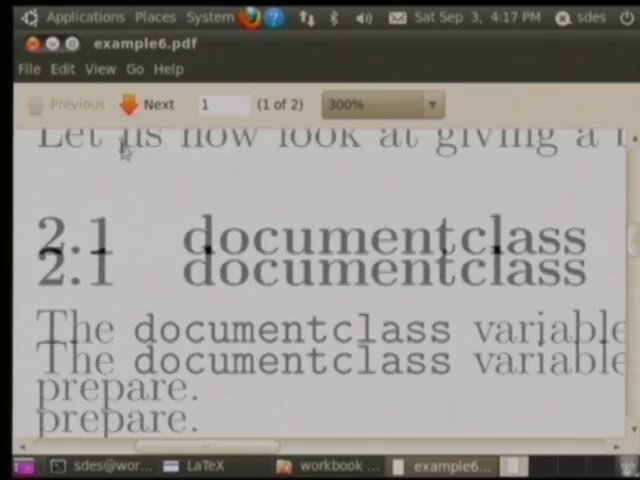 Applications Places System Sat Sep 3, 4:17 PM sdes
example6.pdf
File Edit View Go Help
Previous Next 1 (1 of 2) 300%
Let us now look at giving a
2.1 documentclass
2.1 documentclass
The documentclass variable
The documentclass variable
prepare.
prepare.
sdes@wor... LaTeX workbook ... example6...